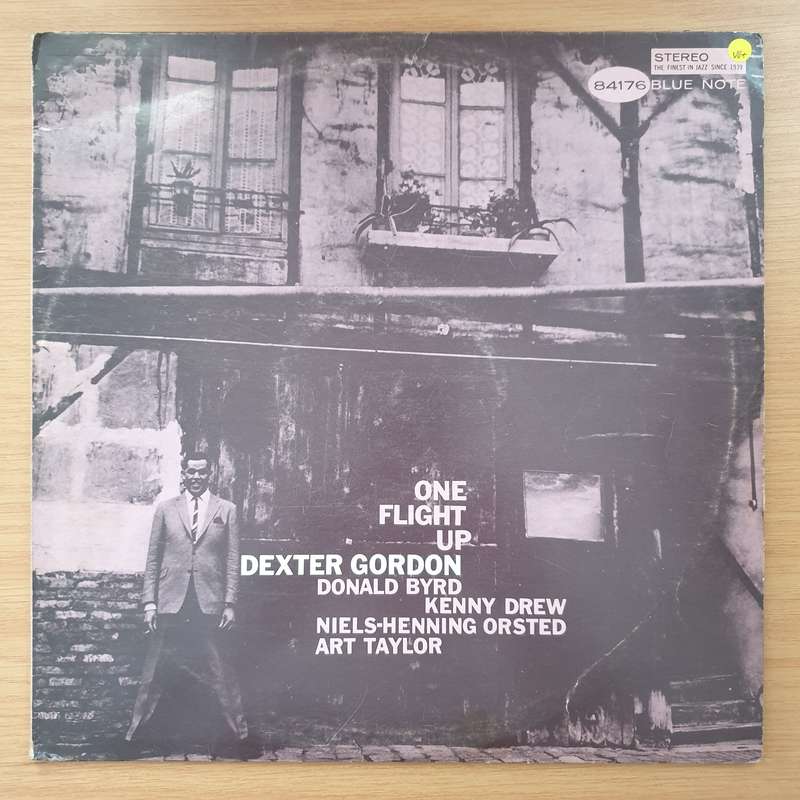 STEREO
THE FINEST IN JAZZ SINCE 1939
84176 BLUE NOTE
ONE
FLIGHT
UP
DEXTER GORDON
DONALD BYRD
KENNY DREW
NIELS-HENNING ORSTED
ART TAYLOR